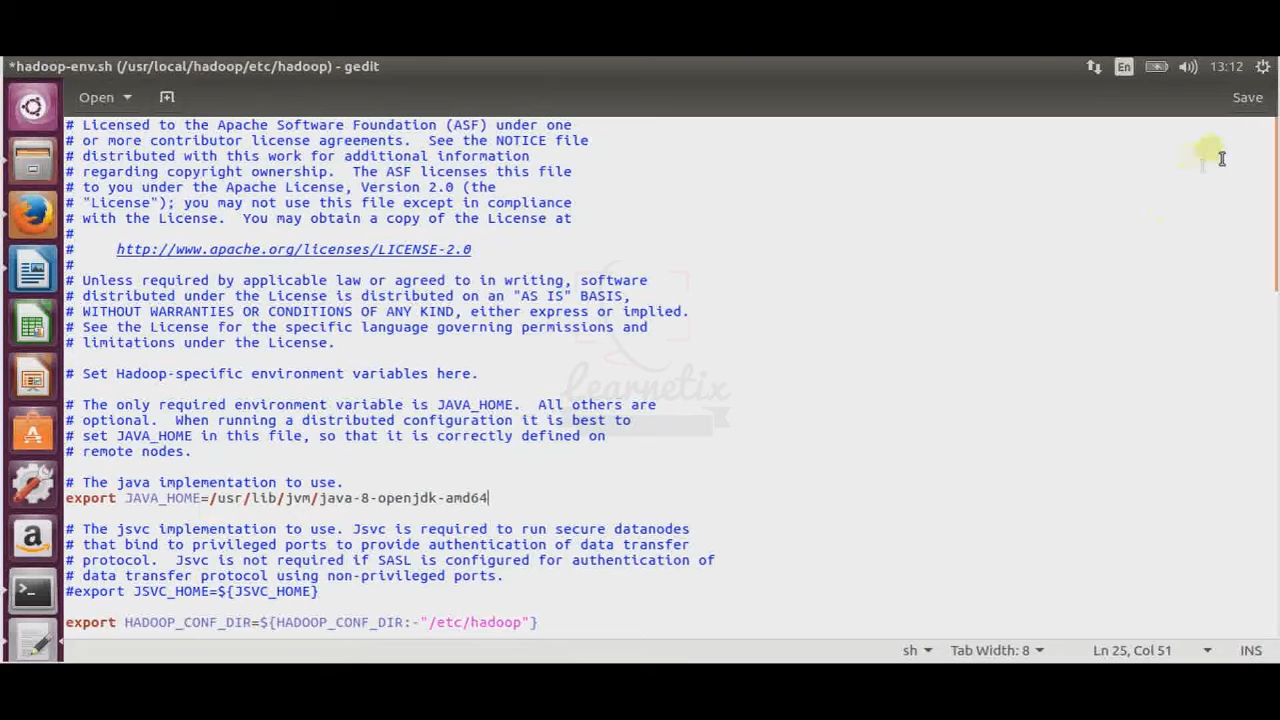 *hadoop-env.sh (/usr/local/hadoop/etc/hadoop) - gedit
En
13:12
Open
Save
# Licensed to the Apache Software Foundation (ASF) under one
# or more contributor license agreements.  See the NOTICE file
# distributed with this work for additional information
# regarding copyright ownership.  The ASF licenses this file
# to you under the Apache License, Version 2.0 (the
# "License"); you may not use this file except in compliance
# with the License.  You may obtain a copy of the License at
#
#     http://www.apache.org/licenses/LICENSE-2.0
#
# Unless required by applicable law or agreed to in writing, software
# distributed under the License is distributed on an "AS IS" BASIS,
# WITHOUT WARRANTIES OR CONDITIONS OF ANY KIND, either express or implied.
# See the License for the specific language governing permissions and
# limitations under the License.
# Set Hadoop-specific environment variables here.
# The only required environment variable is JAVA_HOME.  All others are
# optional.  When running a distributed configuration it is best to
# set JAVA_HOME in this file, so that it is correctly defined on
# remote nodes.
# The java implementation to use.
export JAVA_HOME=/usr/lib/jvm/java-8-openjdk-amd64
# The jsvc implementation to use. Jsvc is required to run secure datanodes
# that bind to privileged ports to provide authentication of data transfer
# protocol.  Jsvc is not required if SASL is configured for authentication of
# data transfer protocol using non-privileged ports.
#export JSVC_HOME=${JSVC_HOME}
export HADOOP_CONF_DIR=${HADOOP_CONF_DIR:-"/etc/hadoop"}
Learnetix
sh
Tab Width: 8
Ln 25, Col 51
INS